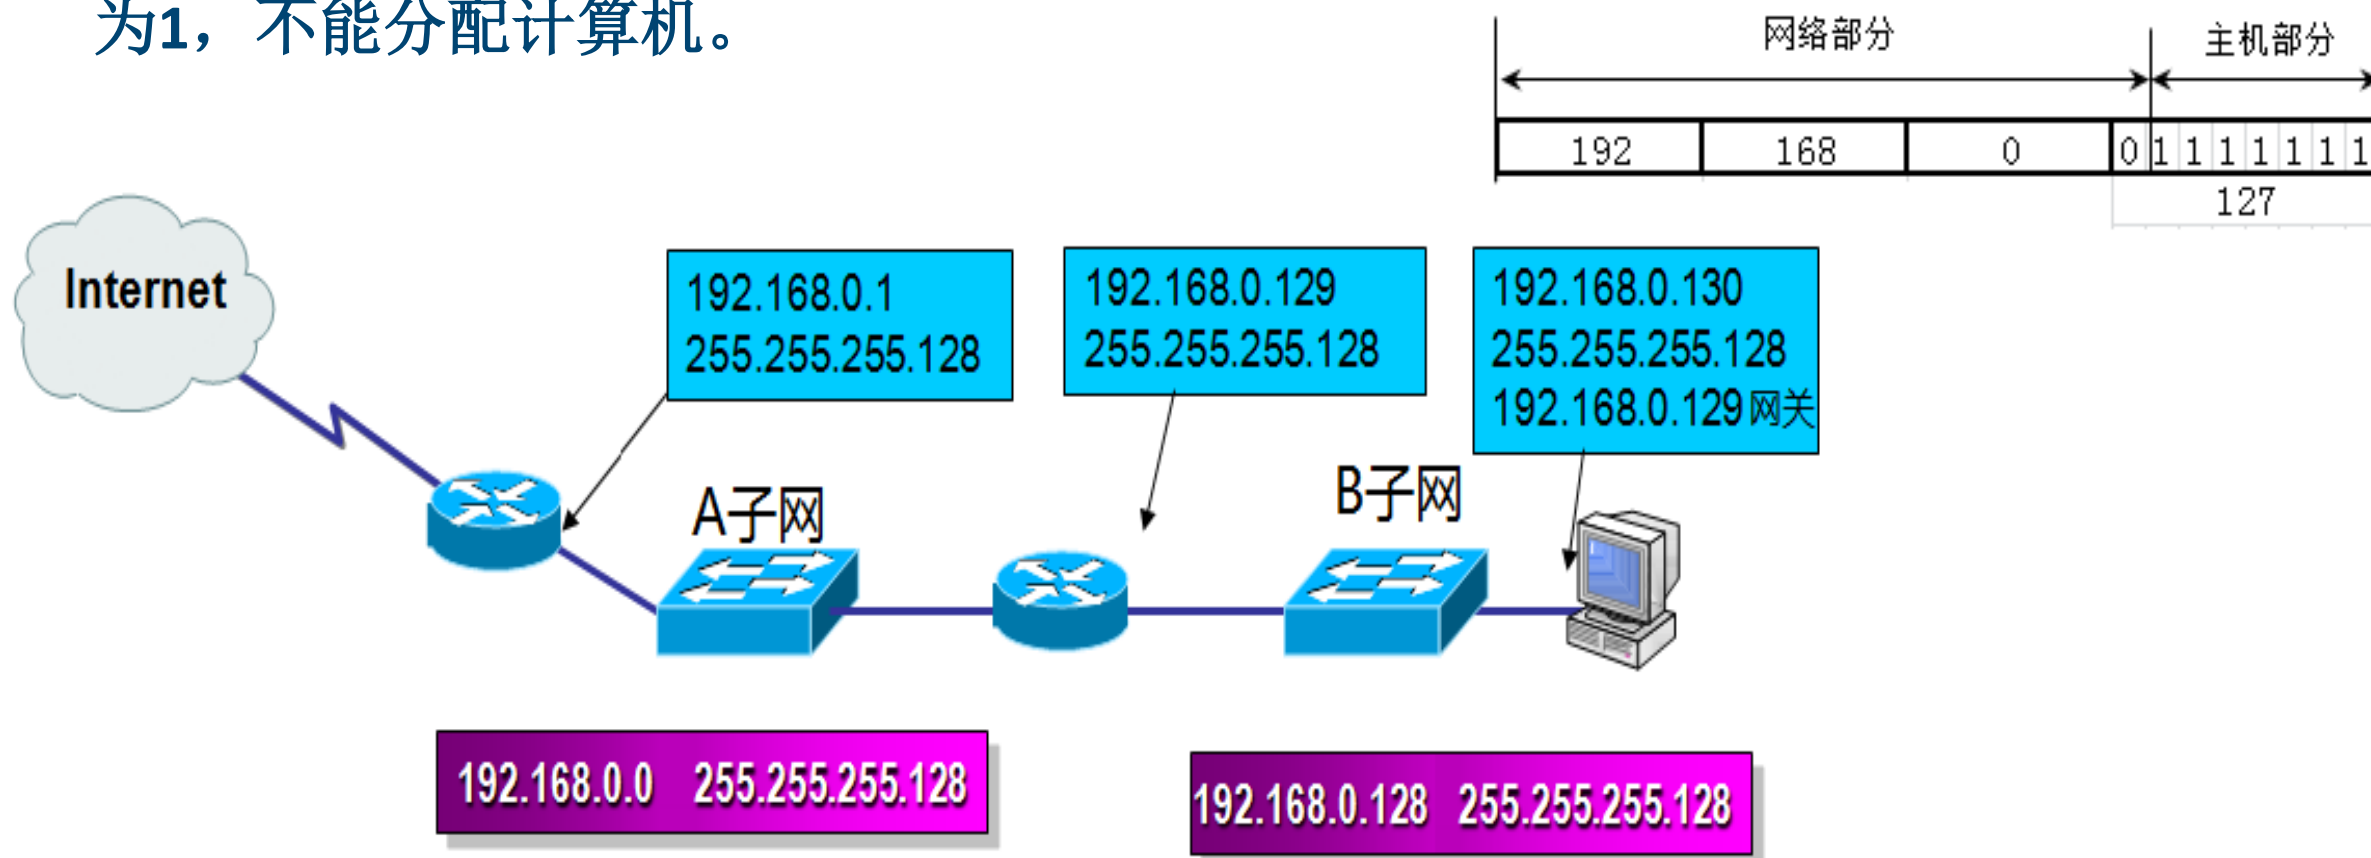 为1，不能分配计算机。
网络部分 主机部分
192 168 0 0 1 1 1 1 1 1 1
127
Internet
192.168.0.1
255.255.255.128
192.168.0.129
255.255.255.128
192.168.0.130
255.255.255.128
192.168.0.129网关
A子网
B子网
192.168.0.0 255.255.255.128
192.168.0.128 255.255.255.128